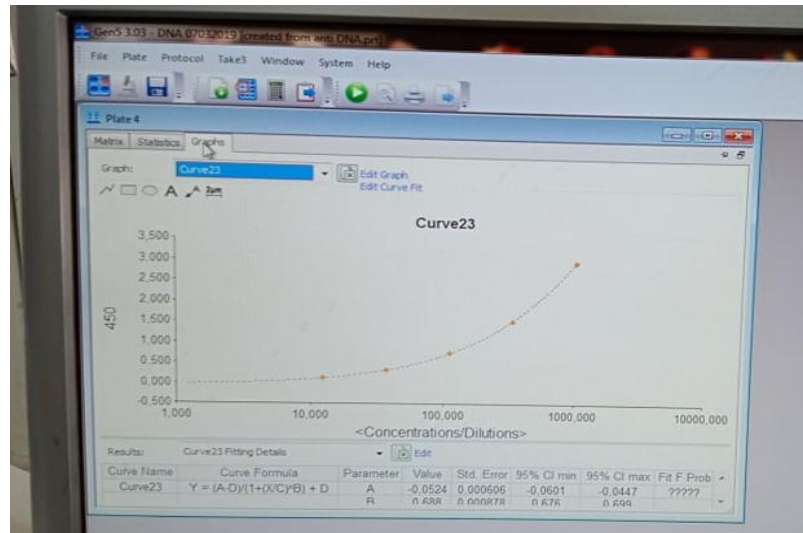 Gen5 3.03 - DNA 07032019 [created from anti DNA.prt]
File Plate Protocol Take3 Window System Help
Plate 4
Matrix Statistics Graphs
Graph: Curve23 Edit Graph
Edit Curve Fit
A 2µm
Curve23
3,500
3,000
2,500
2,000
1,500
1,000
0,500
0,000
-0,500
450
1,000 10,000 100,000 1000,000 10000,000
<Concentrations/Dilutions>
Results: Curve23 Fitting Details Edit
Curve Name Curve Formula Parameter Value Std. Error 95% CI min 95% CI max Fit F Prob
Curve23 Y = (A-D)/(1+(X/C)^B) + D A -0,0524 0,000606 -0,0601 -0,0447 ?????
B 0,688 0,000878 0,676 0,699